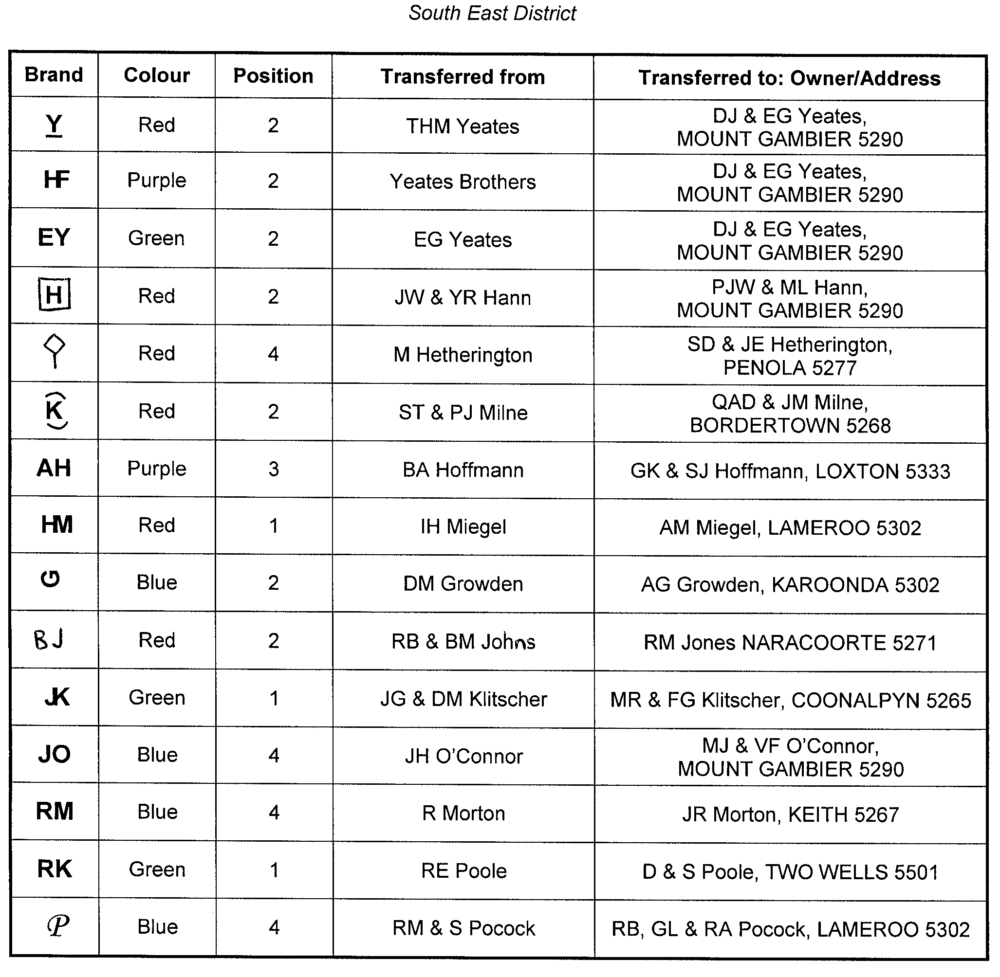 South East District
Brand Colour Position Transferred from Transferred to: Owner/Address
Y Red 2 THM Yeates DJ & EG Yeates,
MOUNT GAMBIER 5290
HF Purple 2 Yeates Brothers DJ & EG Yeates,
MOUNT GAMBIER 5290
EY Green 2 EG Yeates DJ & EG Yeates,
MOUNT GAMBIER 5290
H Red 2 JW & YR Hann PJW & ML Hann,
MOUNT GAMBIER 5290
Red 4 M Hetherington SD & JE Hetherington,
PENOLA 5277
K Red 2 ST & PJ Milne QAD & JM Milne,
BORDERTOWN 5268
AH Purple 3 BA Hoffmann GK & SJ Hoffmann, LOXTON 5333
HM Red 1 IH Miegel AM Miegel, LAMEROO 5302
G Blue 2 DM Growden AG Growden, KAROONDA 5302
BJ Red 2 RB & BM Johns RM Jones NARACOORTE 5271
JK Green 1 JG & DM Klitscher MR & FG Klitscher, COONALPYN 5265
JO Blue 4 JH O'Connor MJ & VF O'Connor,
MOUNT GAMBIER 5290
RM Blue 4 R Morton JR Morton, KEITH 5267
RK Green 1 RE Poole D & S Poole, TWO WELLS 5501
P Blue 4 RM & S Pocock RB, GL & RA Pocock, LAMEROO 5302